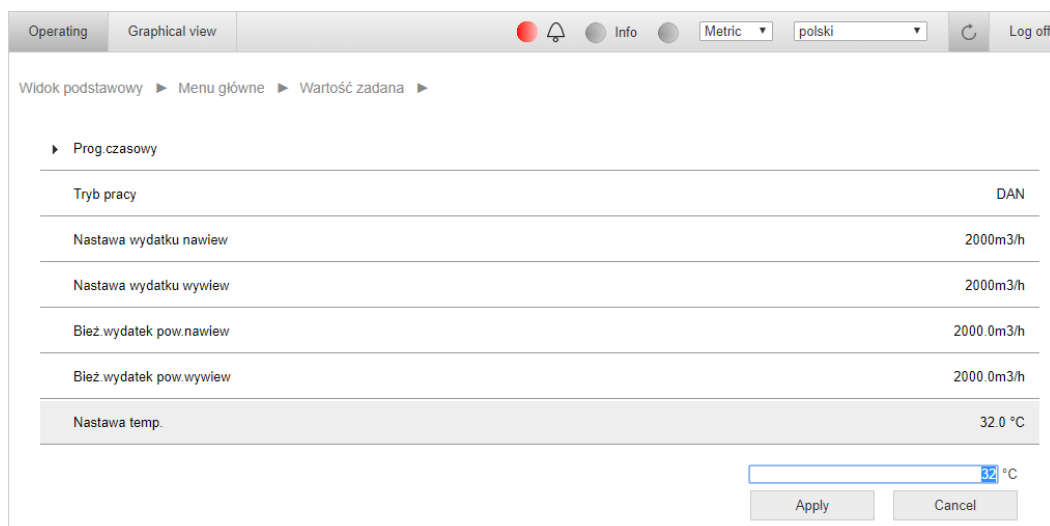 Operating Graphical view Info Metric polski Log off
Widok podstawowy ► Menu główne ► Wartość zadana ►
Prog.czasowy
Tryb pracy DAN
Nastawa wydatku nawiew 2000m3/h
Nastawa wydatku wywiew 2000m3/h
Bież.wydatek pow.nawiew 2000.0m3/h
Bież.wydatek pow.wywiew 2000.0m3/h
Nastawa temp. 32.0 °C
32 °C
Apply Cancel